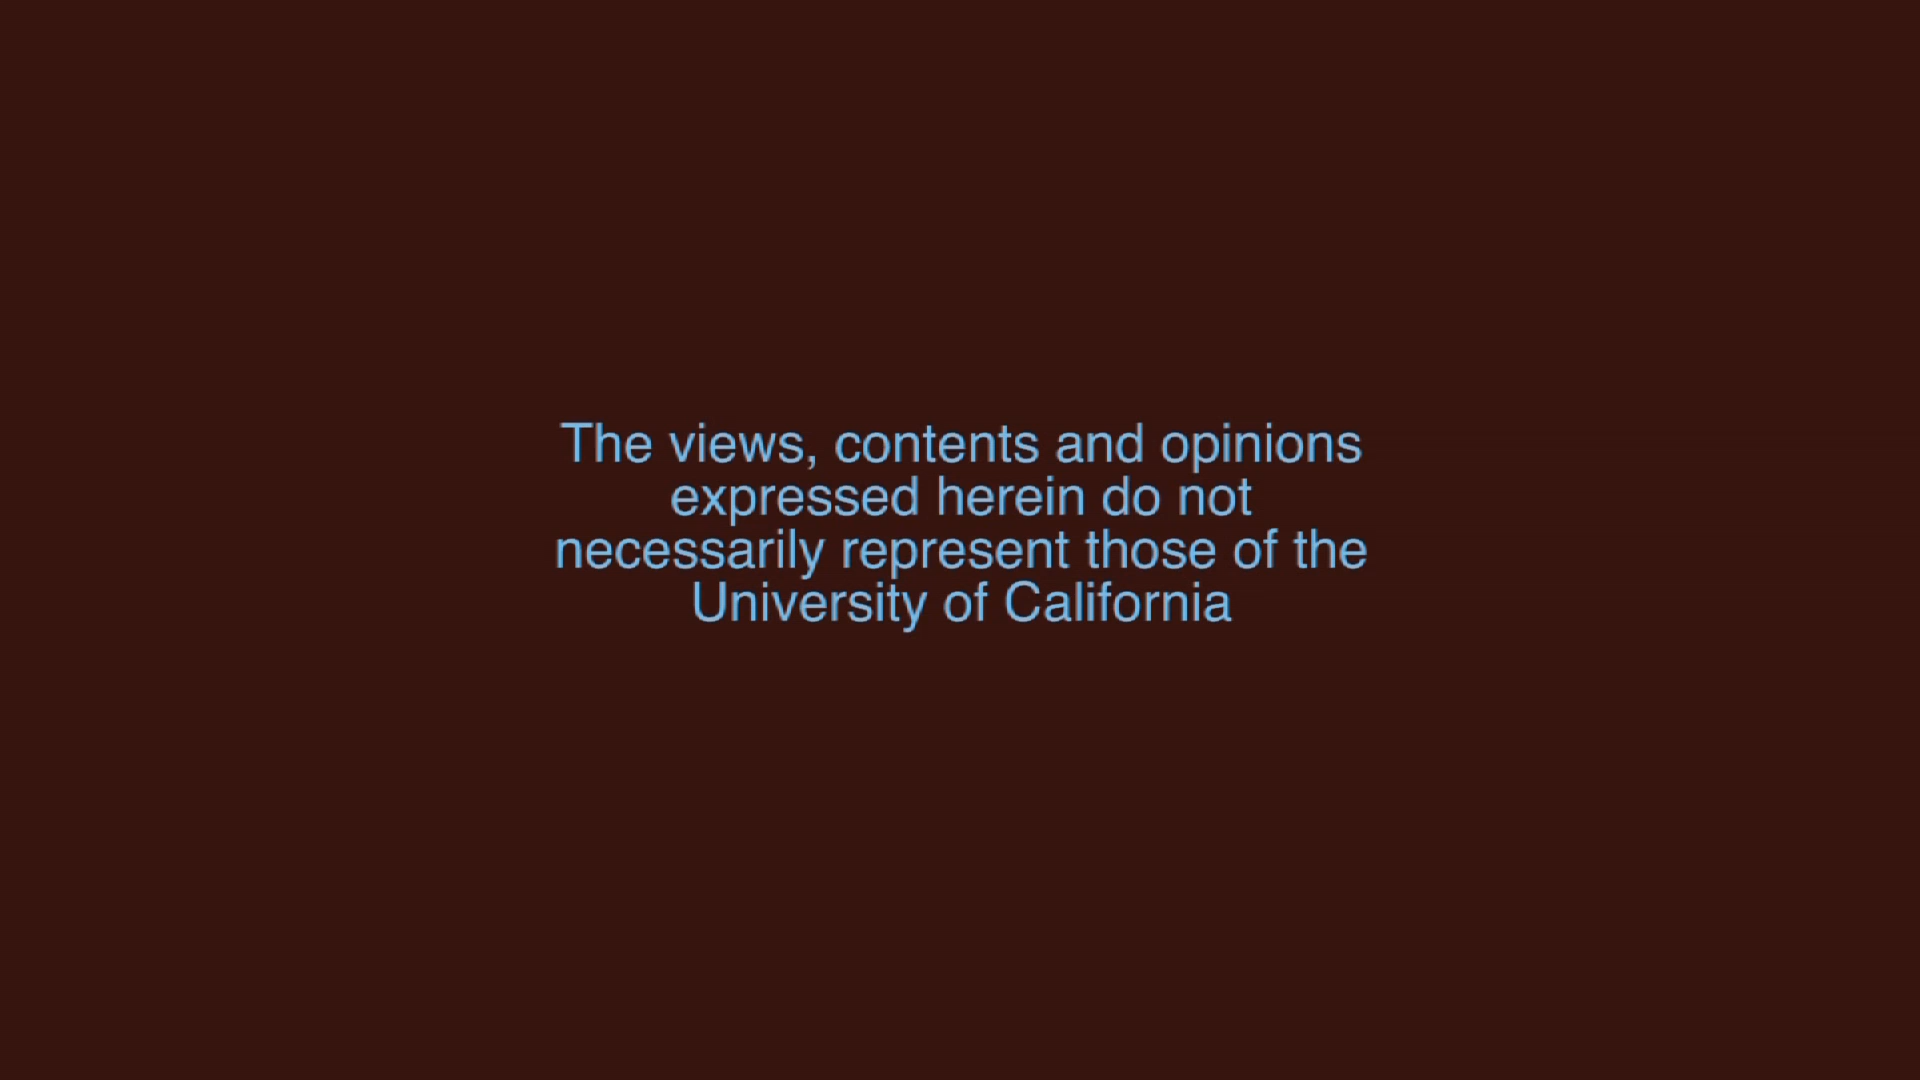 The views, contents and opinions
expressed herein do not
necessarily represent those of the
University of California